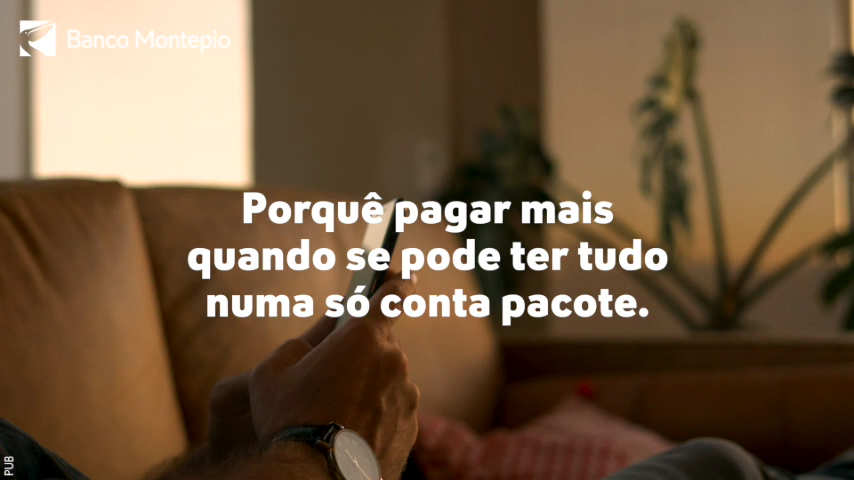 Banco Montepio
Porquê pagar mais
quando se pode ter tudo
numa só conta pacote.
PUB